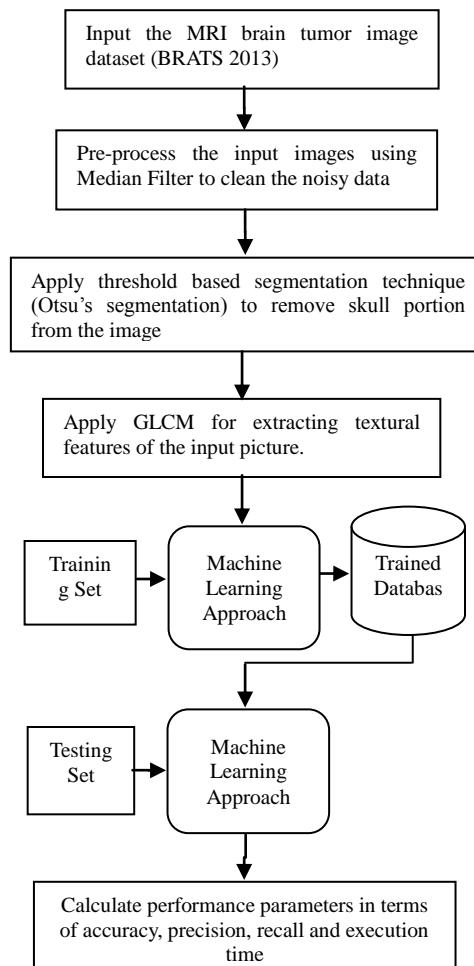 Input the MRI brain tumor image
dataset (BRATS 2013)
Pre-process the input images using
Median Filter to clean the noisy data
Apply threshold based segmentation technique
(Otsu's segmentation) to remove skull portion
from the image
Apply GLCM for extracting textural
features of the input picture.
Trainin
g Set
Machine
Learning
Approach
Trained
Databas
Testing
Set
Machine
Learning
Approach
Calculate performance parameters in terms
of accuracy, precision, recall and execution
time